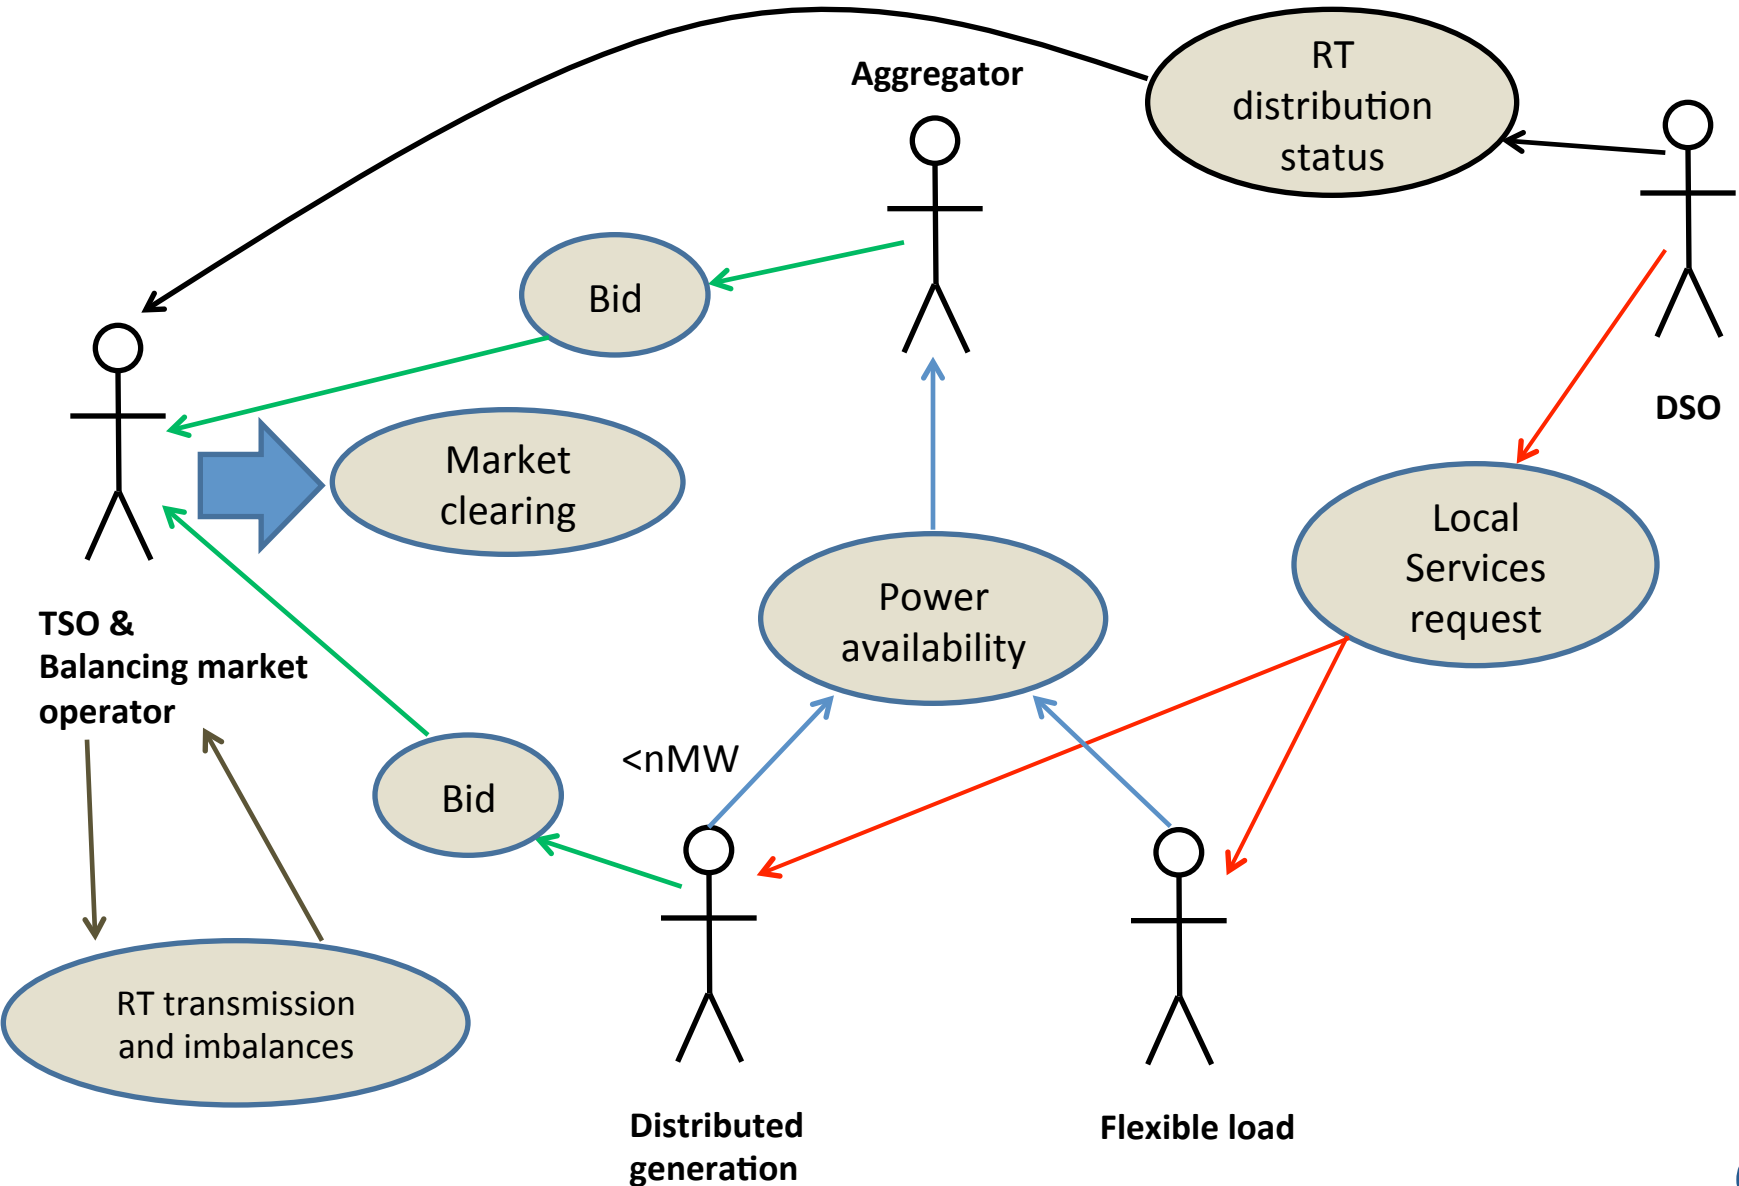 RT
distribution
status
Aggregator
Bid
DSO
Market
clearing
Local
Services
request
Power
availability
TSO &
Balancing market
operator
<nMW
Bid
RT transmission
and imbalances
Distributed
generation
Flexible load